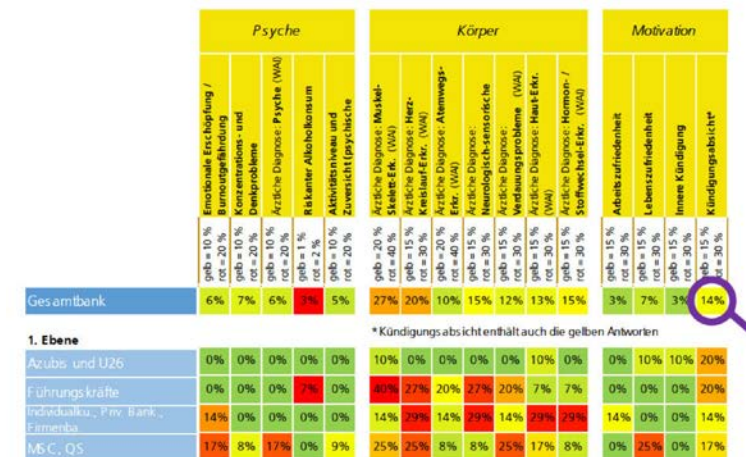 Psyche
Körper
Motivation
Emotionale Erschöpfung /
Burnoutgefährdung
Konzentrations- und
Denkprobleme
Ärztliche Diagnose: Psyche (WAI)
Riskanter Alkoholkonsum
Aktivitätsniveau und
Zuversicht (psychische
Ärztliche Diagnose: Muskel-
Skelett-Erk. (WAI)
Ärztliche Diagnose: Herz-
Kreislauf-Erkr. (WAI)
Ärztliche Diagnose: Atemwegs-
Erkr. (WAI)
Ärztliche Diagnose:
Neurologisch-sensorische
Ärztliche Diagnose:
Verdauungsprobleme (WAI)
Ärztliche Diagnose: Haut-Erkr.
(WAI)
Ärztliche Diagnose: Hormon- /
Stoffwechsel-Erkr. (WAI)
Arbeitszufriedenheit
Lebenszufriedenheit
Innere Kündigung
Kündigungsabsicht*
geb = 10 %
rot = 20 %
geb = 10 %
rot = 20 %
geb = 10 %
rot = 20 %
geb = 1 %
rot = 2 %
geb = 10 %
rot = 20 %
geb = 20 %
rot = 40 %
geb = 15 %
rot = 30 %
geb = 20 %
rot = 40 %
geb = 15 %
rot = 30 %
geb = 15 %
rot = 30 %
geb = 15 %
rot = 30 %
geb = 15 %
rot = 30 %
geb = 15 %
rot = 30 %
geb = 15 %
rot = 30 %
geb = 15 %
rot = 30 %
geb = 15 %
rot = 30 %
Gesamtbank 6% 7% 6% 3% 5% 27% 20% 10% 15% 12% 13% 15% 3% 7% 3% 14%
*Kündigungsabsicht enthält auch die gelben Antworten
1. Ebene
Azubis und U26 0% 0% 0% 0% 0% 10% 0% 0% 0% 0% 10% 0% 0% 10% 10% 20%
Führungskräfte 0% 0% 0% 7% 0% 40% 27% 20% 27% 20% 7% 7% 0% 0% 0% 20%
Individualku., Priv. Bank.,
Firmenba. 14% 0% 0% 0% 0% 14% 29% 14% 29% 14% 29% 29% 14% 0% 0% 14%
MSC, QS 17% 8% 17% 0% 9% 25% 25% 8% 8% 25% 17% 8% 0% 25% 0% 17%